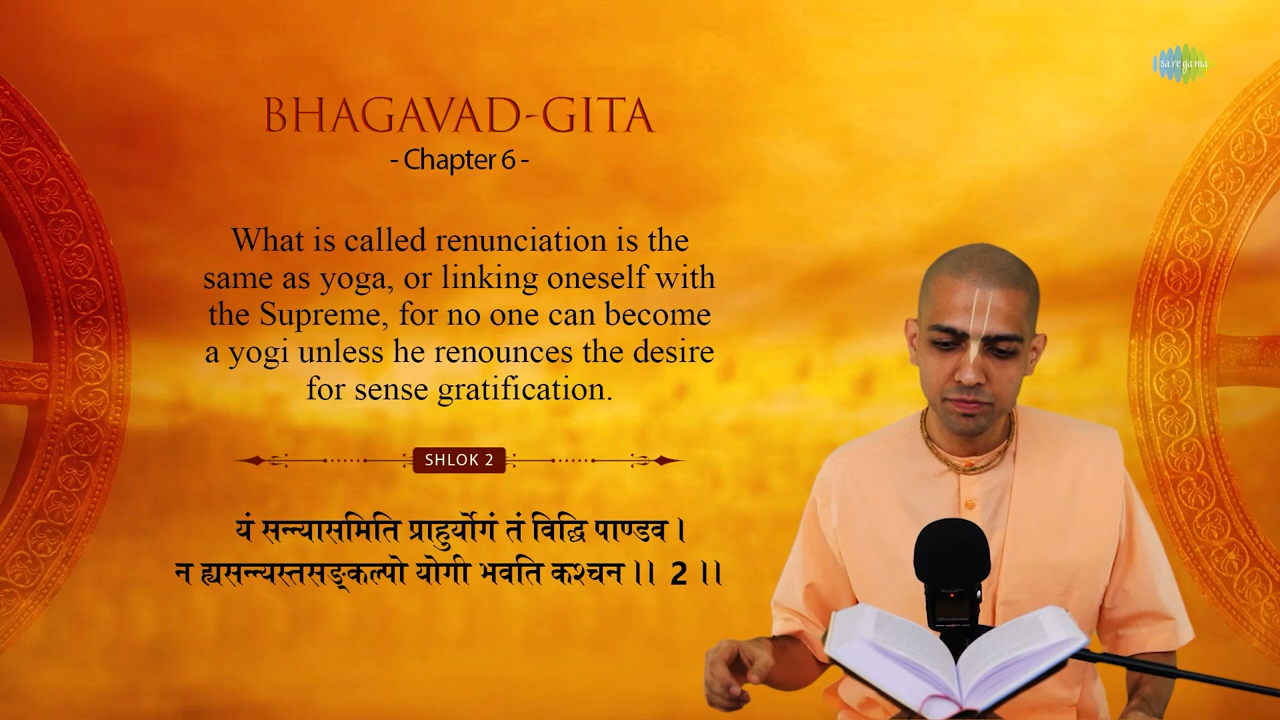 saregama
BHAGAVAD-GITA
- Chapter 6 -
What is called renunciation is the
same as yoga, or linking oneself with
the Supreme, for no one can become
a yogi unless he renounces the desire
for sense gratification.
SHLOK 2
यं सन्न्यासमिति प्राहुर्योगं तं विद्धि पाण्डव ।
न ह्यसन्न्यस्तसङ्कल्पो योगी भवति कश्चन ।। 2 ।।